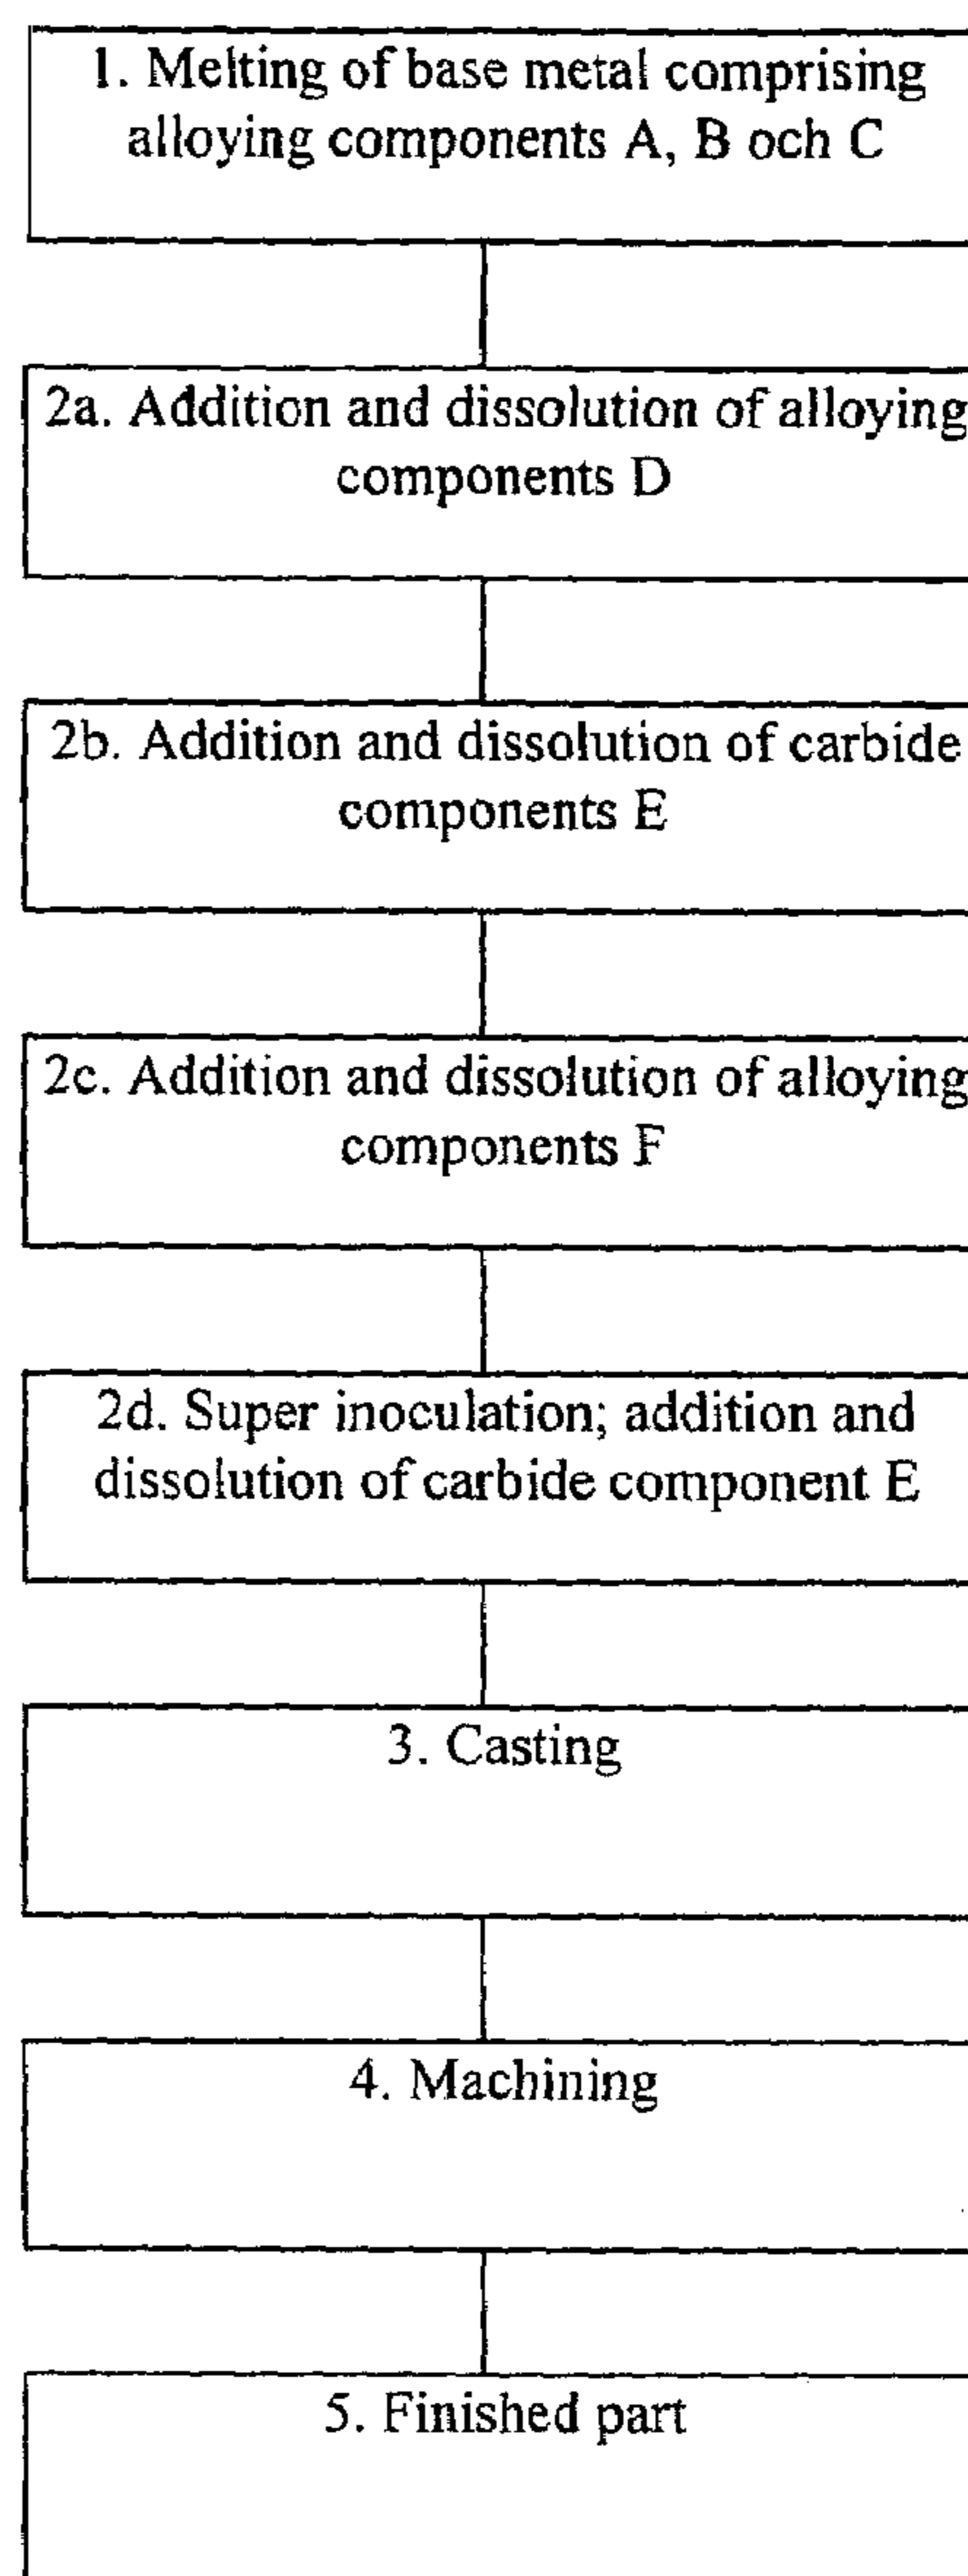 1. Melting of base metal comprising
alloying components A, B och C
2a. Addition and dissolution of alloying
components D
2b. Addition and dissolution of carbide
components E
2c. Addition and dissolution of alloying
components F
2d. Super inoculation; addition and
dissolution of carbide component E
3. Casting
4. Machining
5. Finished part